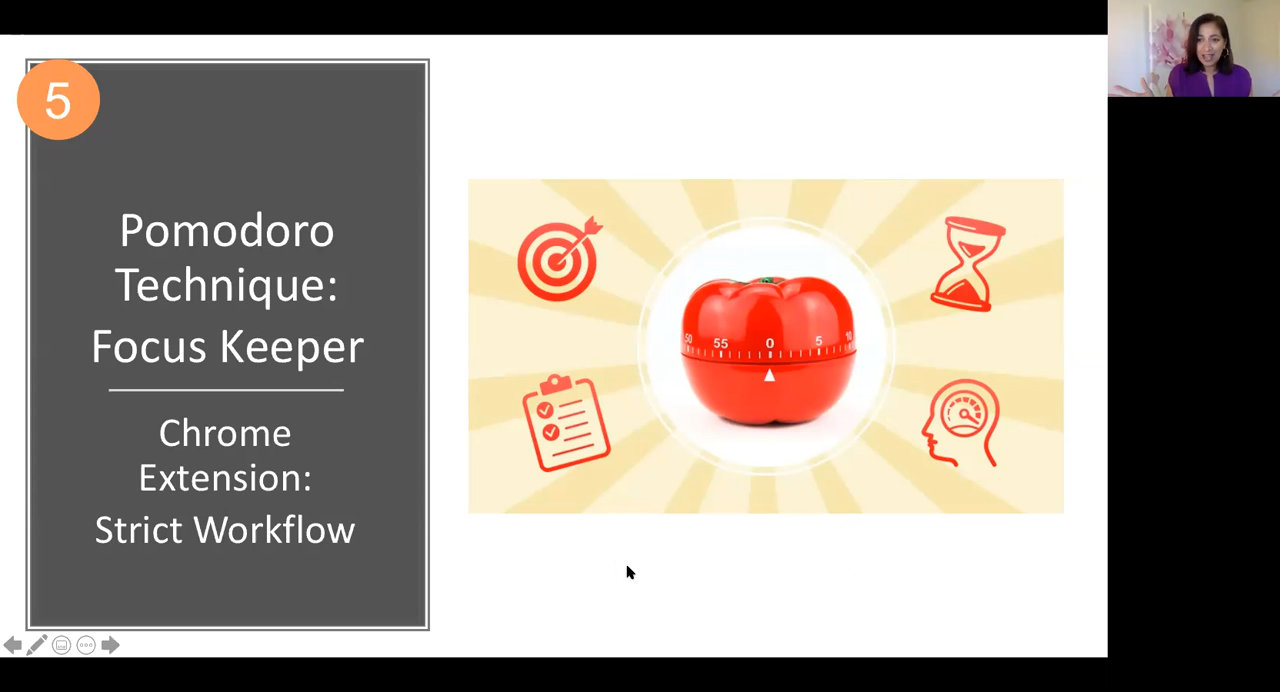 5
Pomodoro
Technique:
Focus Keeper
Chrome
Extension:
Strict Workflow
50 55 0 5 10